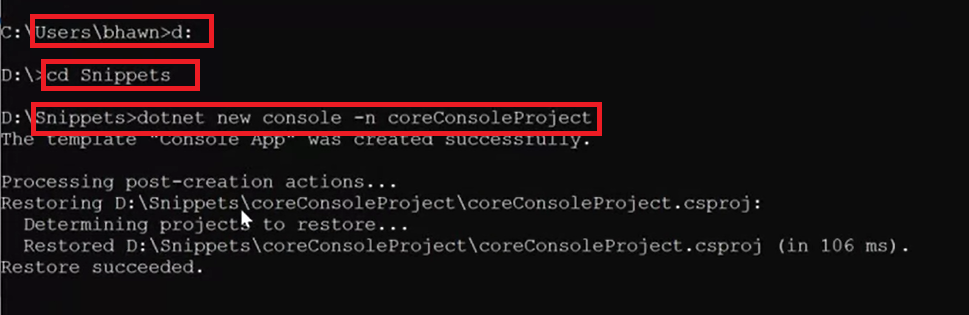 C:\Users\bhawn>d:
D:\>cd Snippets
D:\Snippets>dotnet new console -n coreConsoleProject
The template "Console App" was created successfully.
Processing post-creation actions...
Restoring D:\Snippets\coreConsoleProject\coreConsoleProject.csproj:
Determining projects to restore...
Restored D:\Snippets\coreConsoleProject\coreConsoleProject.csproj (in 106 ms).
Restore succeeded.